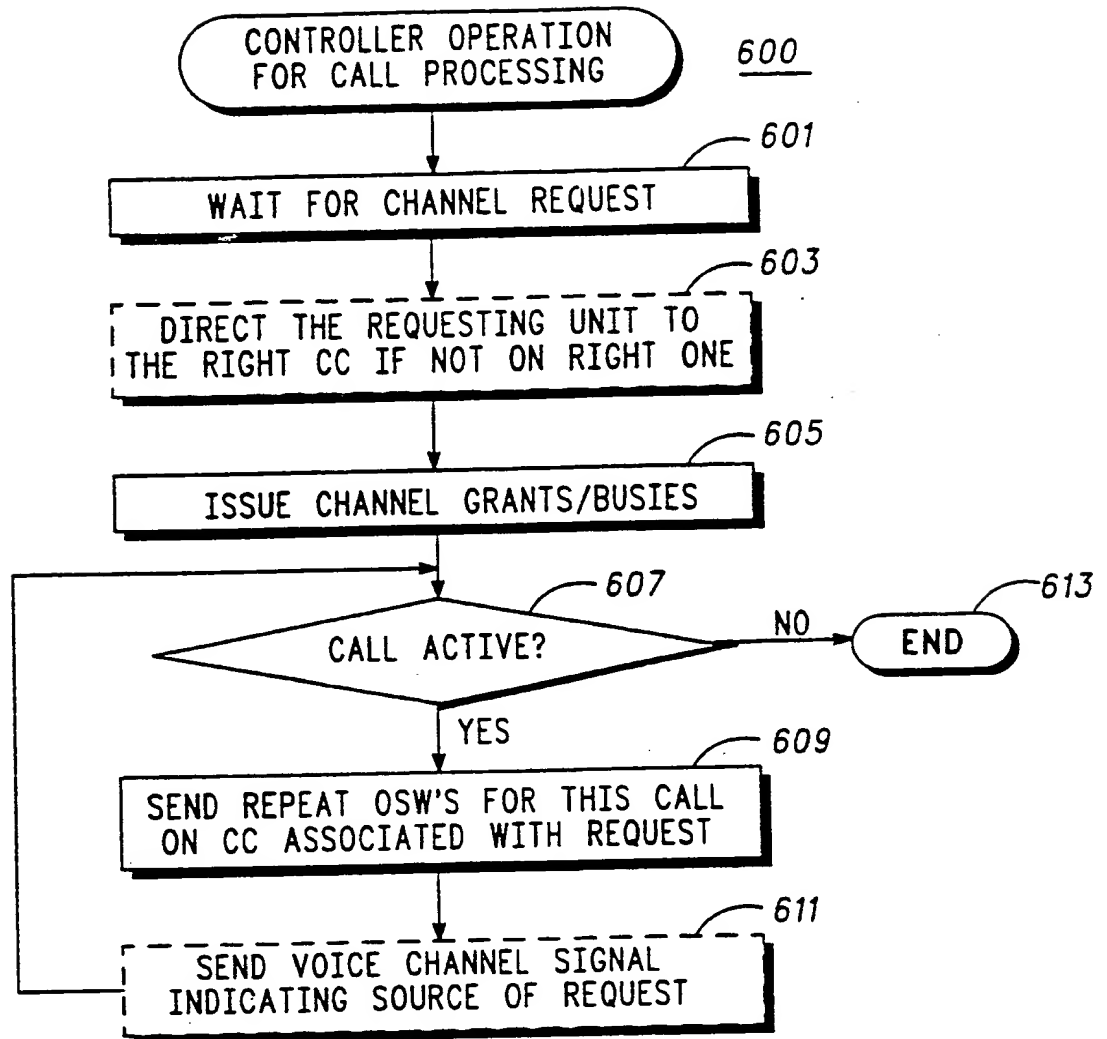 CONTROLLER OPERATION
FOR CALL PROCESSING
600
601
WAIT FOR CHANNEL REQUEST
603
DIRECT THE REQUESTING UNIT TO
THE RIGHT CC IF NOT ON RIGHT ONE
605
ISSUE CHANNEL GRANTS/BUSIES
607
CALL ACTIVE?
NO
613
END
YES
609
SEND REPEAT OSW'S FOR THIS CALL
ON CC ASSOCIATED WITH REQUEST
611
SEND VOICE CHANNEL SIGNAL
INDICATING SOURCE OF REQUEST